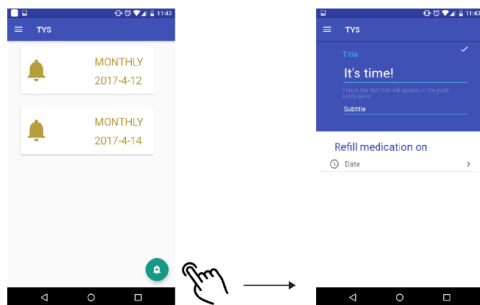 11:43
TYS
MONTHLY
2017-4-12
MONTHLY
2017-4-14
11:43
TYS
Title
It's time!
This is the text that will appear in the push
notification
Subtitle
Refill medication on
Date